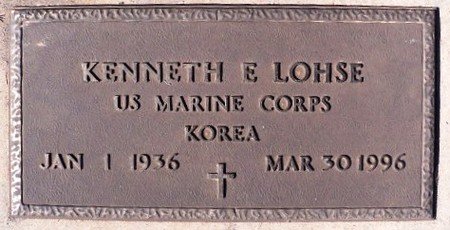 KENNETH E LOHSE
US MARINE CORPS
KOREA
JAN 1 1936 MAR 30 1996